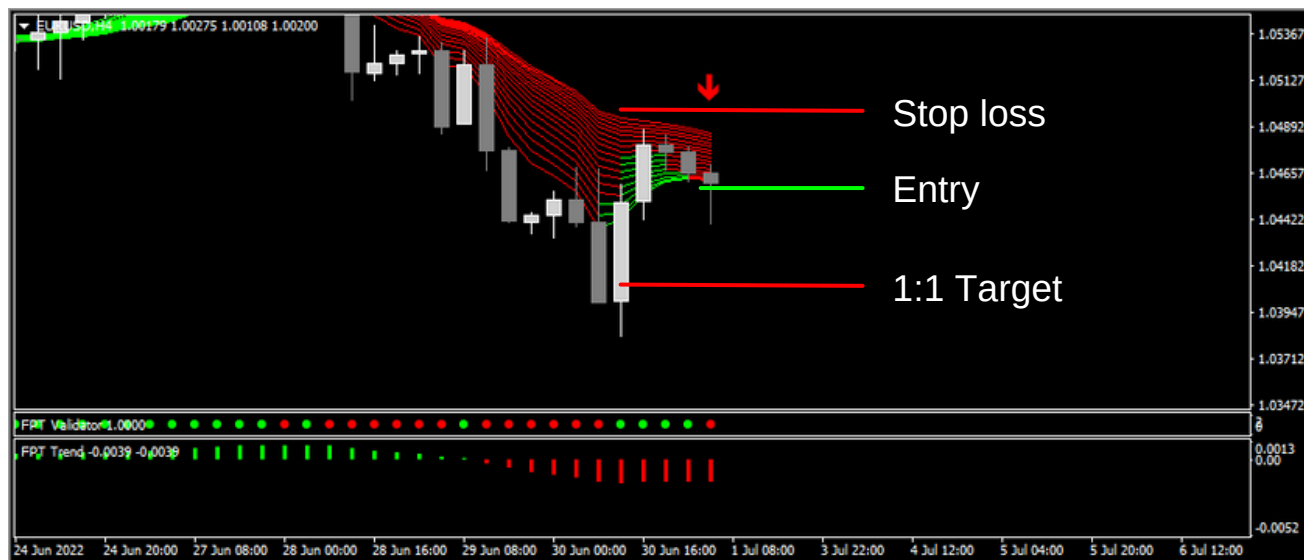 EURUSD,H4 1.00179 1.00275 1.00108 1.00200
1.05367
1.05127
Stop loss
1.04892
1.04657
Entry
1.04422
1.04182
1:1 Target
1.03947
1.03712
1.03472
FPT Validator 1.0000
FPT Trend -0.0039 -0.0039
0.0013
0.00
-0.0052
24 Jun 2022 24 Jun 20:00 27 Jun 08:00 28 Jun 00:00 28 Jun 16:00 29 Jun 08:00 30 Jun 00:00 30 Jun 16:00 1 Jul 08:00 3 Jul 22:00 4 Jul 12:00 5 Jul 04:00 5 Jul 20:00 6 Jul 12:00